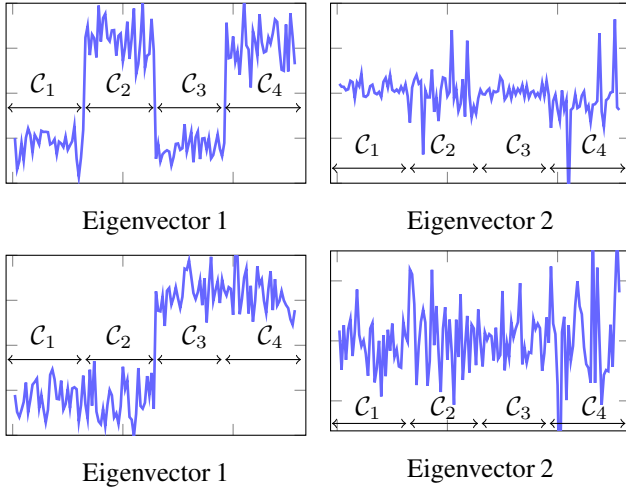 𝒞1 𝒞2 𝒞3 𝒞4
𝒞1 𝒞2 𝒞3 𝒞4
Eigenvector 1
Eigenvector 2
𝒞1 𝒞2 𝒞3 𝒞4
𝒞1 𝒞2 𝒞3 𝒞4
Eigenvector 1
Eigenvector 2